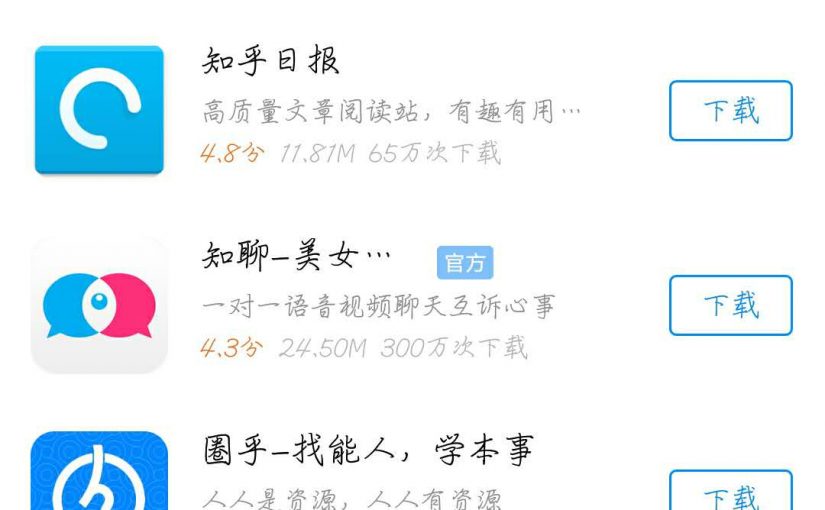 知乎日报
高质量文章阅读站，有趣有用…
下载
4.8分 11.81M 65万次下载
知聊-美女… 官方
一对一语音视频聊天互诉心事
下载
4.3分 24.50M 300万次下载
圈乎-找能人，学本事
人人是资源，人人有资源
下载